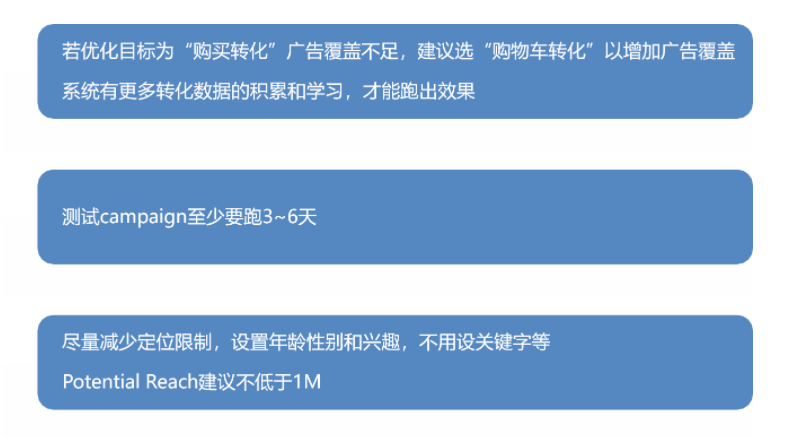 若优化目标为“购买转化”广告覆盖不足，建议选“购物车转化”以增加广告覆盖
系统有更多转化数据的积累和学习，才能跑出效果
测试campaign至少要跑3~6天
尽量减少定位限制，设置年龄性别和兴趣，不用设关键字等
Potential Reach建议不低于1M